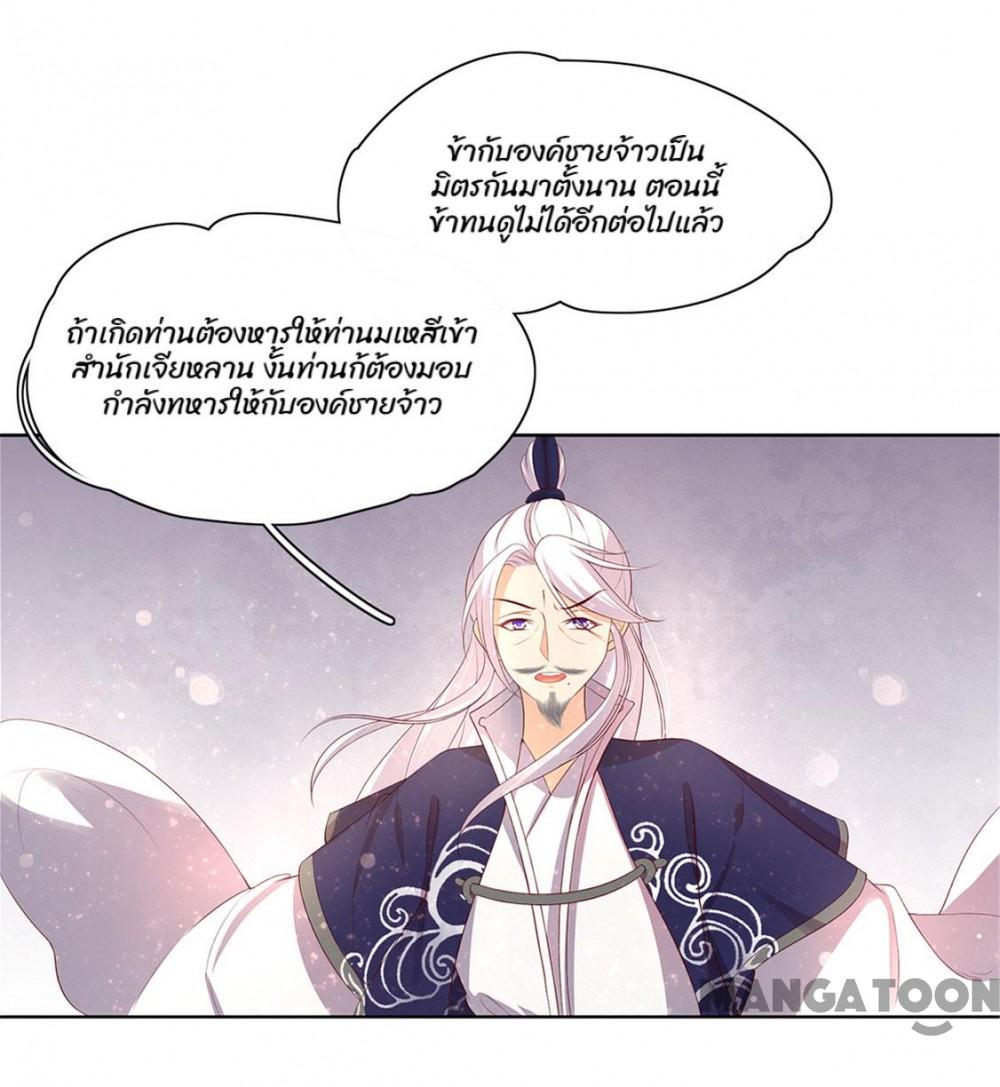 ข้ากับองค์ชายจ้าวเป็น
มิตรกันมาตั้งนาน ตอนนี้
ข้าทนดูไม่ได้อีกต่อไปแล้ว
ถ้าเกิดท่านต้องหารให้ท่านมเหสีเข้า
สำนักเจียหลาน งั้นท่านก้ต้องมอบ
กำลังทหารให้กับองค์ชายจ้าว
MANGATOON